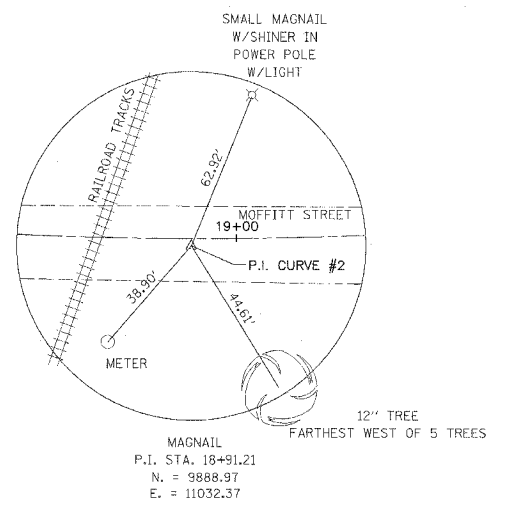 SMALL MAGNAIL
W/SHINER IN
POWER POLE
W/LIGHT
RAILROAD TRACKS
62.92'
MOFFITT STREET
19+00
P.I. CURVE #2
38.90'
44.61'
METER
12" TREE
FARTHEST WEST OF 5 TREES
MAGNAIL
P.I. STA. 18+91.21
N. = 9888.97
E. = 11032.37